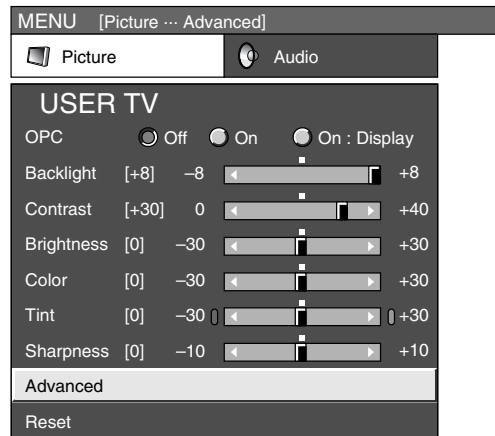 MENU [Picture ··· Advanced]
Picture Audio
USER TV
OPC Off On On : Display
Backlight [+8] –8 +8
Contrast [+30] 0 +40
Brightness [0] –30 +30
Color [0] –30 +30
Tint [0] –30 +30
Sharpness [0] –10 +10
Advanced
Reset